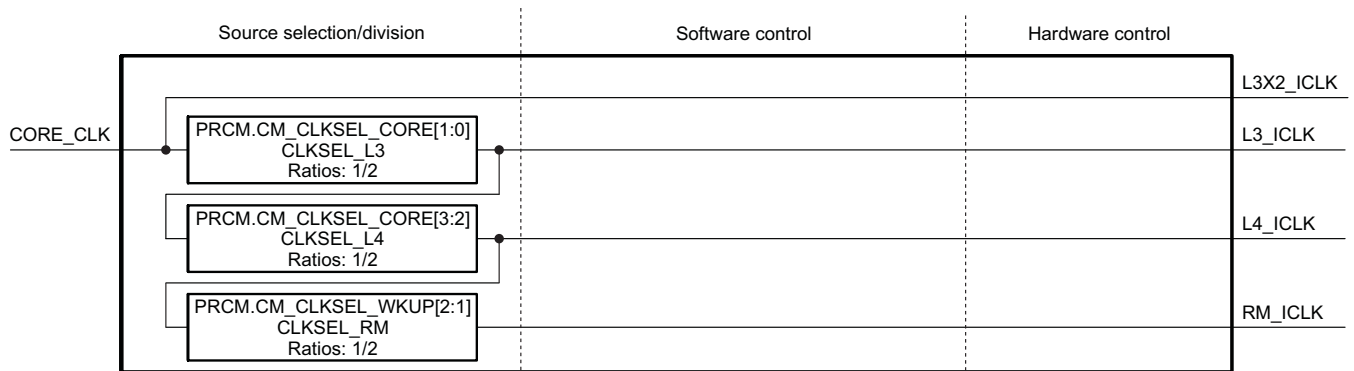 Source selection/division
Software control
Hardware control
L3X2_ICLK
CORE_CLK
PRCM.CM_CLKSEL_CORE[1:0]
CLKSEL_L3
Ratios: 1/2
L3_ICLK
PRCM.CM_CLKSEL_CORE[3:2]
CLKSEL_L4
Ratios: 1/2
L4_ICLK
PRCM.CM_CLKSEL_WKUP[2:1]
CLKSEL_RM
Ratios: 1/2
RM_ICLK